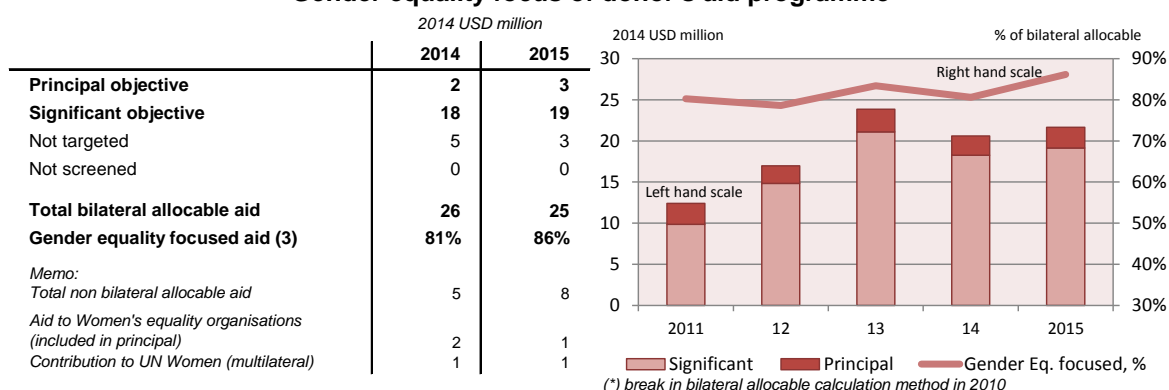 Gender equality focus of donor's aid programme
2014 USD million
2014 2015
Principal objective 2 3
Significant objective 18 19
Not targeted 5 3
Not screened 0 0
Total bilateral allocable aid 26 25
Gender equality focused aid (3) 81% 86%
Memo:
Total non bilateral allocable aid 5 8
Aid to Women's equality organisations
(included in principal) 2 1
Contribution to UN Women (multilateral) 1 1
2014 USD million % of bilateral allocable
30 90%
Right hand scale
25 80%
20 70%
15 60%
Left hand scale
10 50%
5 40%
0 30%
2011 12 13 14 2015
Significant Principal Gender Eq. focused, %
(*) break in bilateral allocable calculation method in 2010